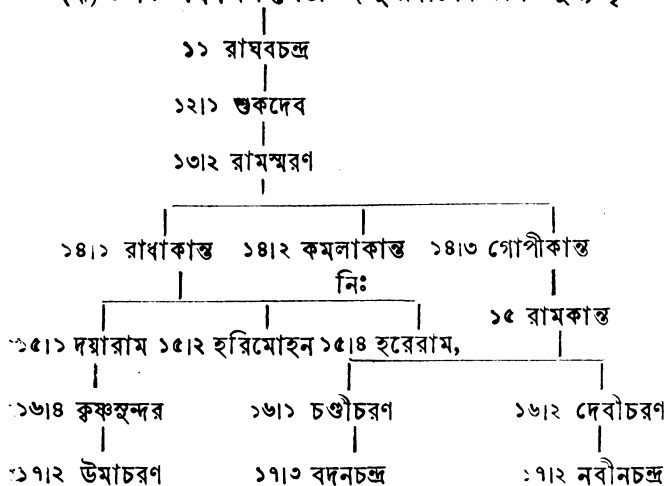 ১১ রাঘবচন্দ্র
১২।১ শুকদেব
১৩।২ রামস্মরণ
১৪।১ রাধাকান্ত ১৪।২ কমলাকান্ত ১৪।৩ গোপীকান্ত
নিঃ
১৫ রামকান্ত
১৫।১ দয়ারাম ১৫।২ হরিমোহন ১৫।৪ হরেরাম,
১৬।৪ কৃষ্ণসুন্দর ১৬।১ চণ্ডীচরণ ১৬।২ দেবীচরণ
১৭।২ উমাচরণ ১৭।৩ বদনচন্দ্র ১৭।২ নবীনচন্দ্র